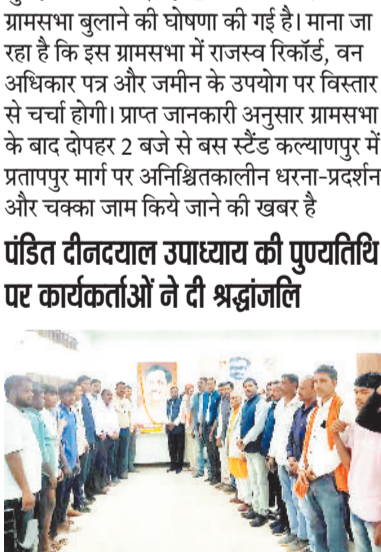 ग्रामसभा बुलाने की घोषणा की गई है। माना जा
रहा है कि इस ग्रामसभा में राजस्व रिकॉर्ड, वन
अधिकार पत्र और जमीन के उपयोग पर विस्तार
से चर्चा होगी। प्राप्त जानकारी अनुसार ग्रामसभा
के बाद दोपहर 2 बजे से बस स्टैंड कल्याणपुर में
प्रतापपुर मार्ग पर अनिश्चितकालीन धरना-प्रदर्शन
और चक्का जाम किये जाने की खबर है
पंडित दीनदयाल उपाध्याय की पुण्यतिथि
पर कार्यकर्ताओं ने दी श्रद्धांजलि